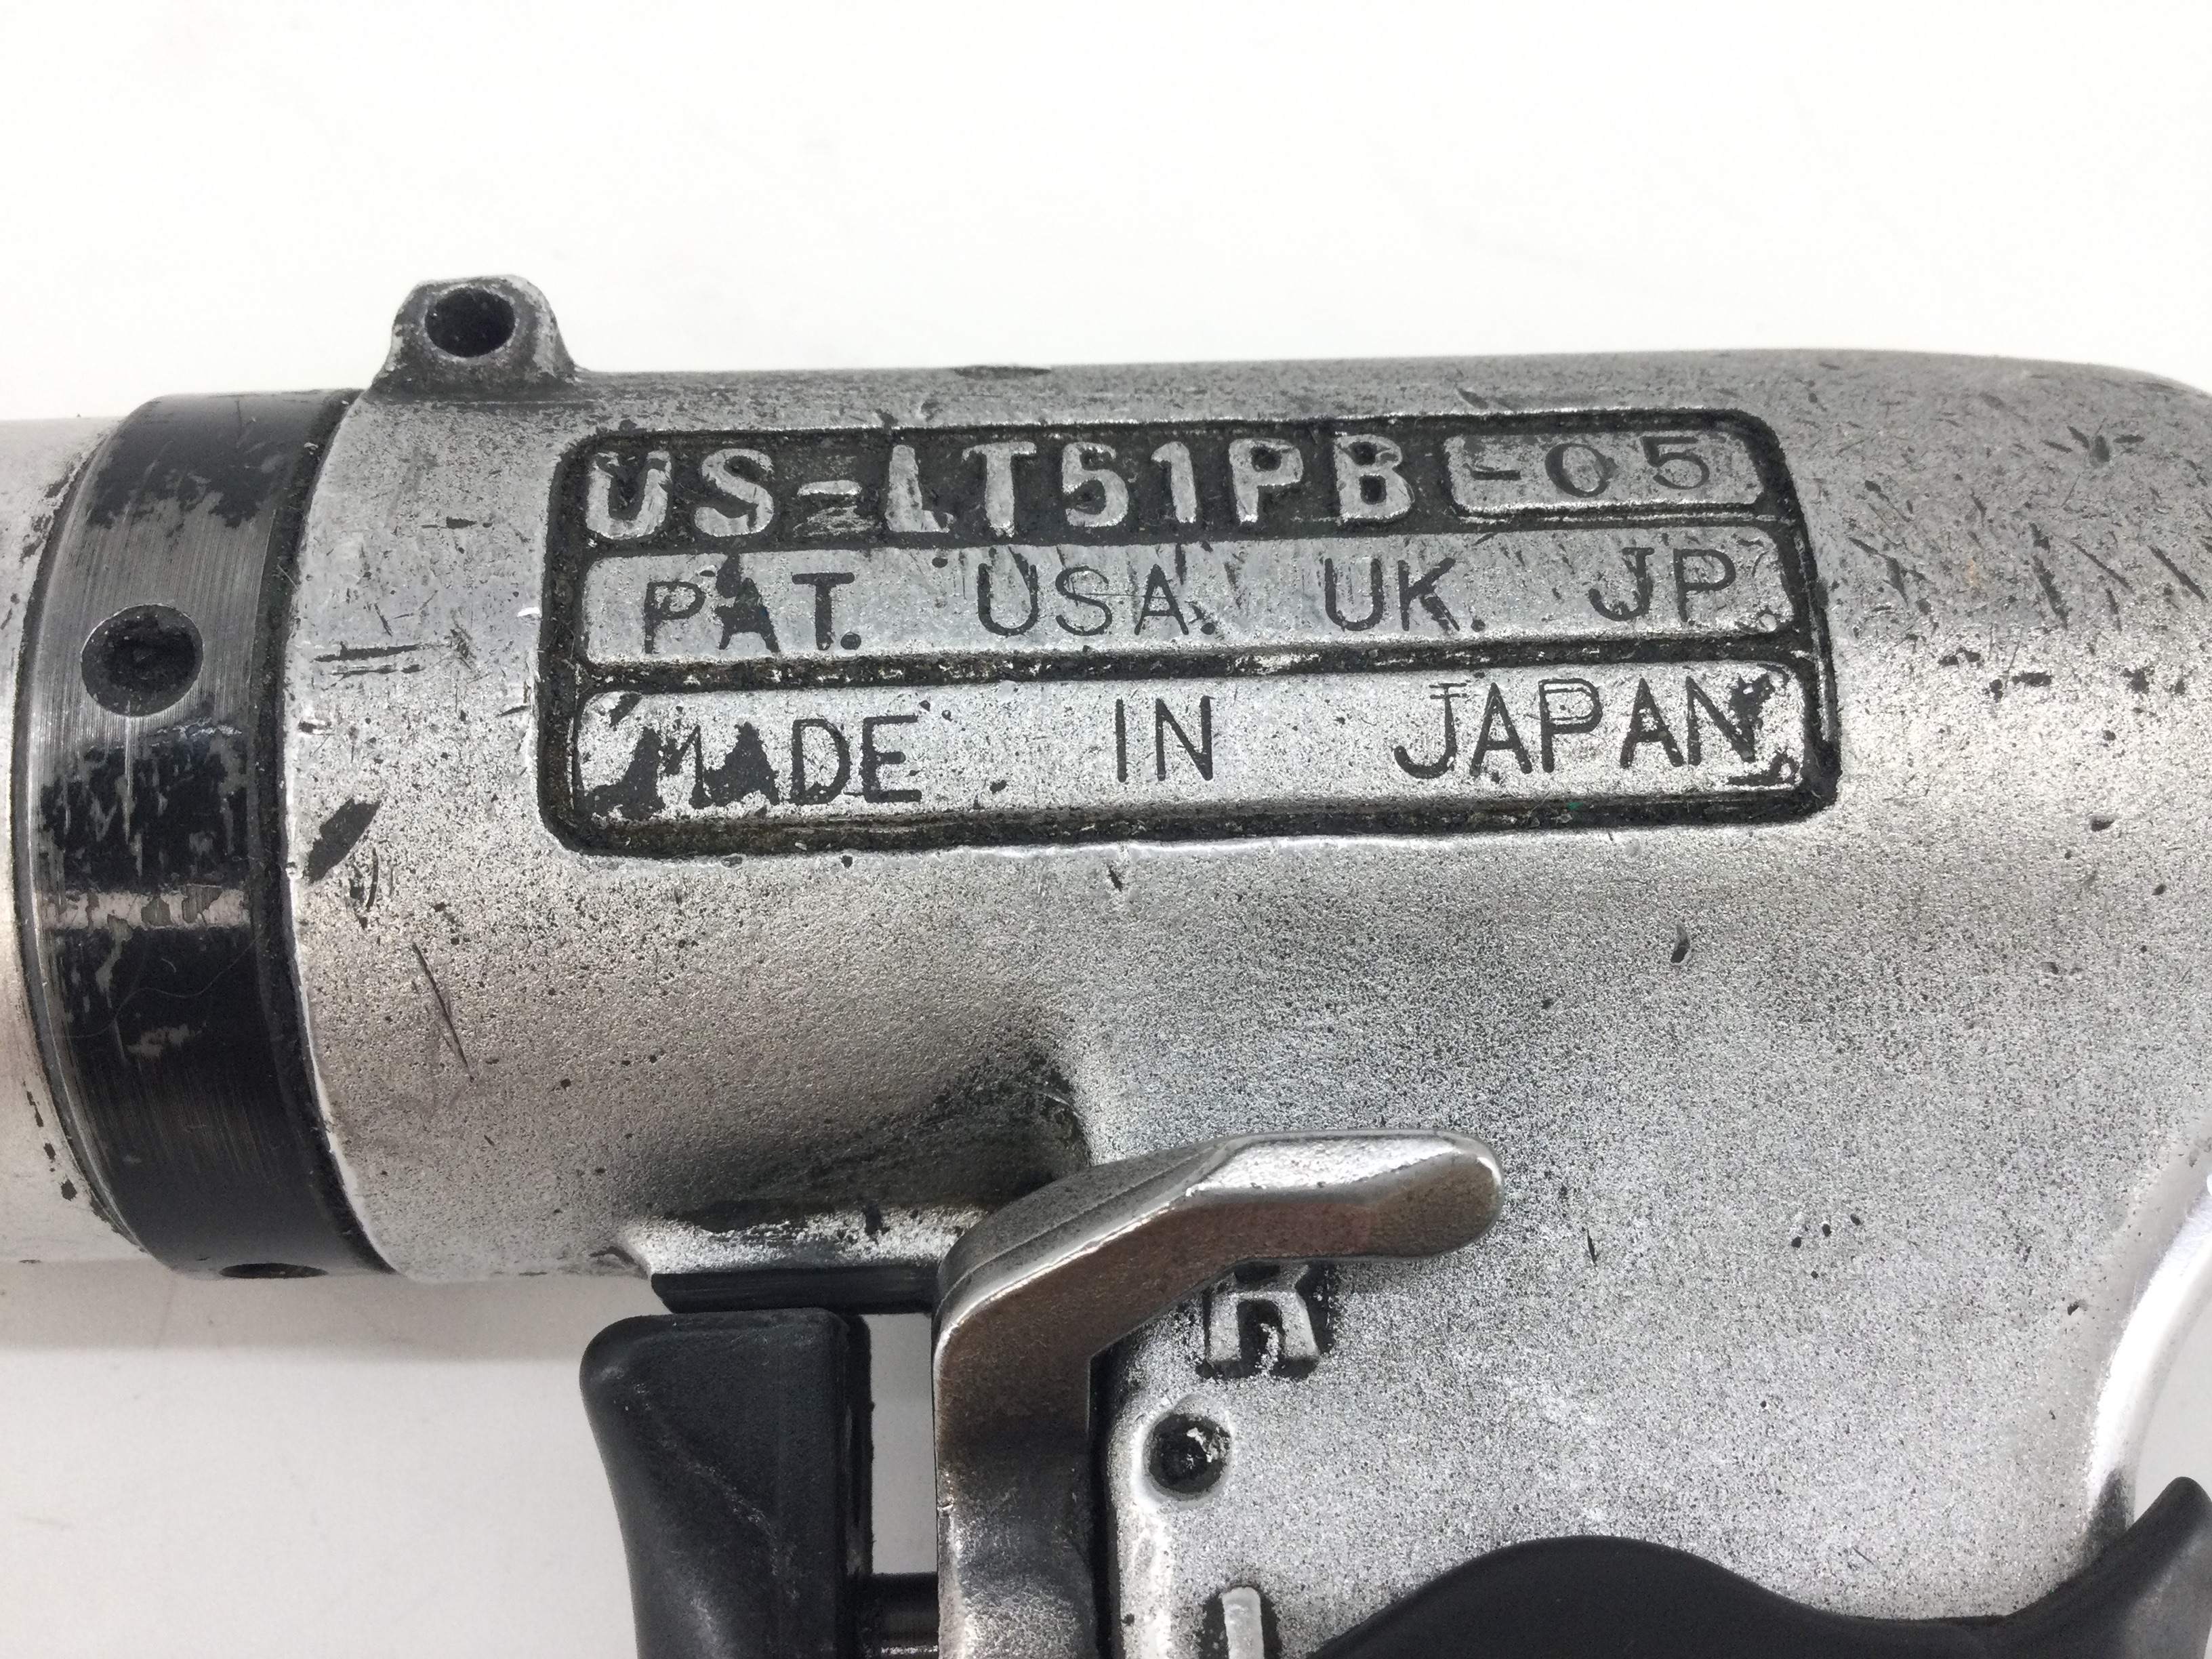 US-LT51PB -05
PAT. USA. UK. JP
MADE IN JAPAN
R